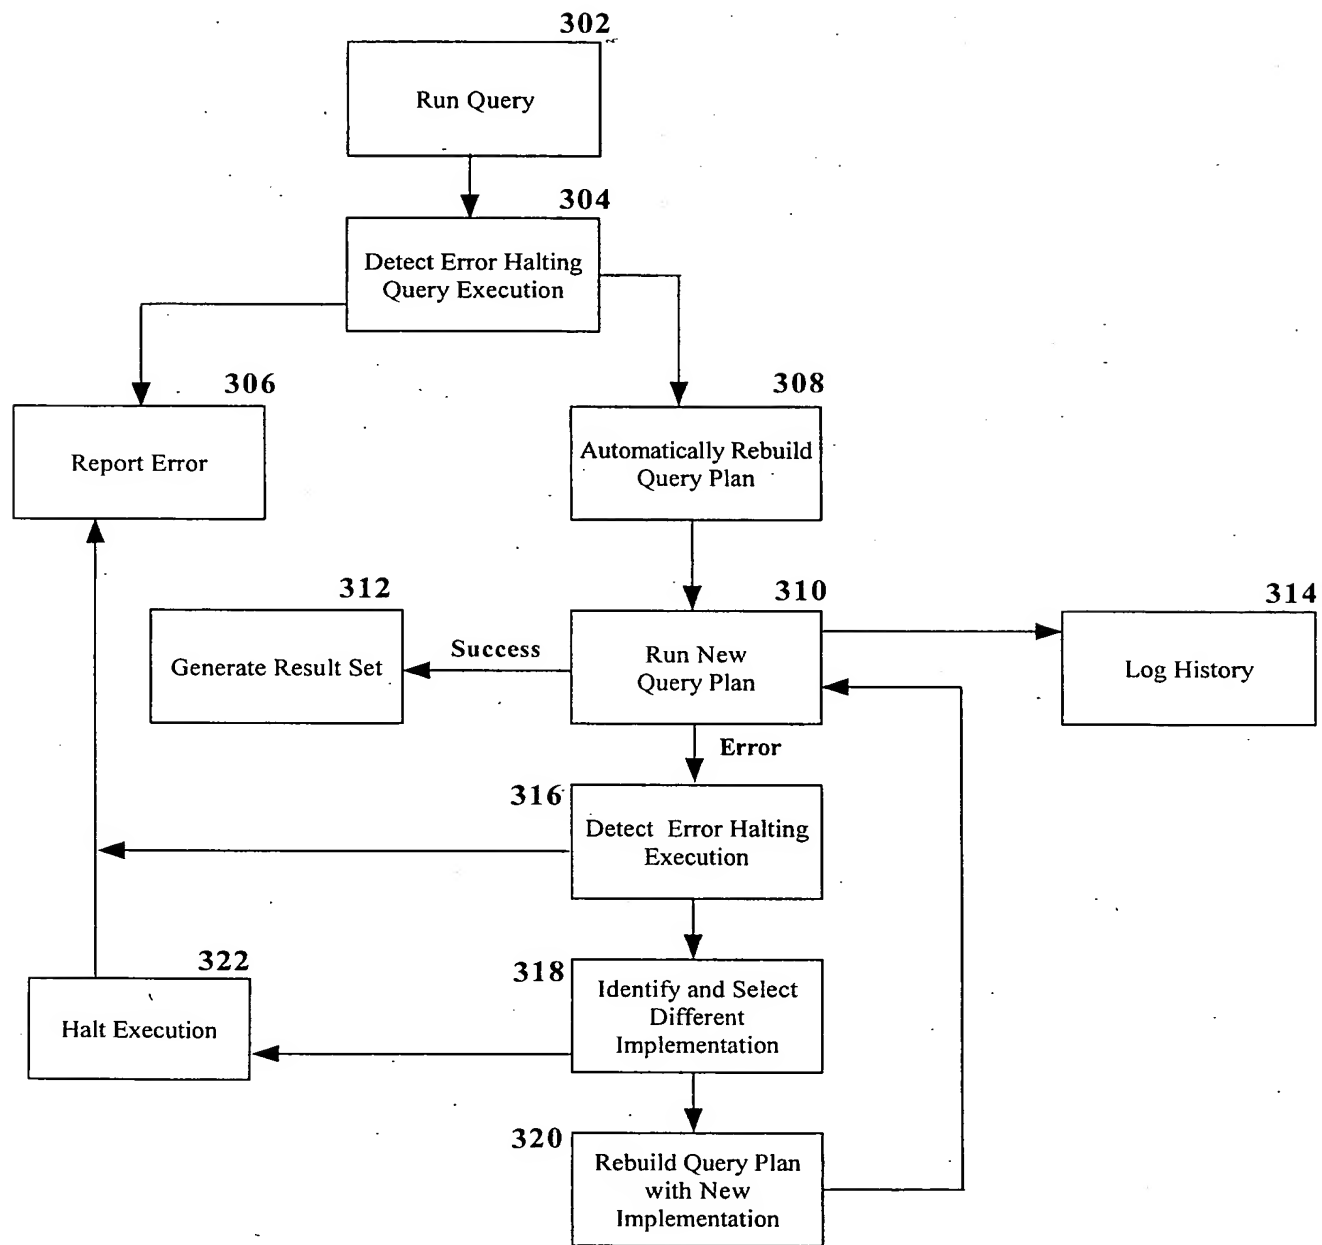 302
Run Query
304
Detect Error Halting
Query Execution
306
Report Error
308
Automatically Rebuild
Query Plan
312
Generate Result Set
Success
310
Run New
Query Plan
314
Log History
Error
316
Detect Error Halting
Execution
322
Halt Execution
318
Identify and Select
Different
Implementation
320
Rebuild Query Plan
with New
Implementation